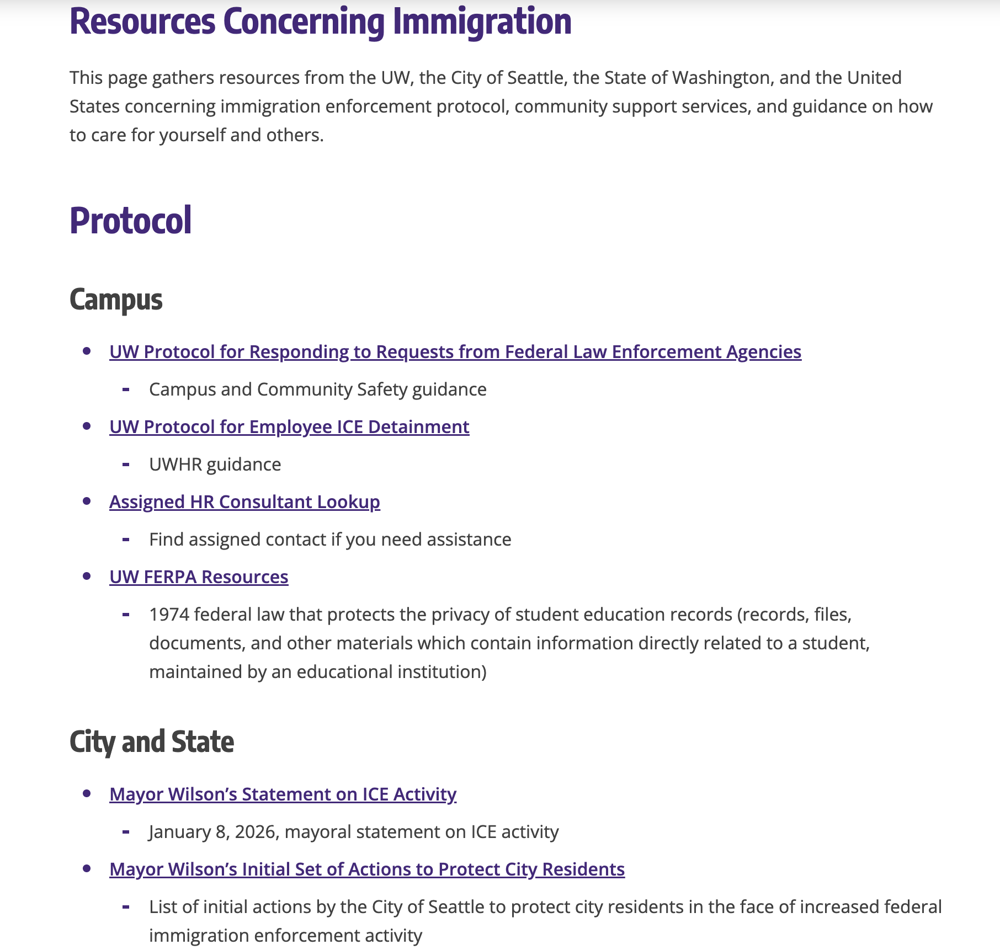 Resources Concerning Immigration
This page gathers resources from the UW, the City of Seattle, the State of Washington, and the United
States concerning immigration enforcement protocol, community support services, and guidance on how
to care for yourself and others.
Protocol
Campus
• UW Protocol for Responding to Requests from Federal Law Enforcement Agencies
- Campus and Community Safety guidance
• UW Protocol for Employee ICE Detainment
- UWHR guidance
• Assigned HR Consultant Lookup
- Find assigned contact if you need assistance
• UW FERPA Resources
- 1974 federal law that protects the privacy of student education records (records, files,
documents, and other materials which contain information directly related to a student,
maintained by an educational institution)
City and State
• Mayor Wilson’s Statement on ICE Activity
- January 8, 2026, mayoral statement on ICE activity
• Mayor Wilson’s Initial Set of Actions to Protect City Residents
- List of initial actions by the City of Seattle to protect city residents in the face of increased federal
immigration enforcement activity